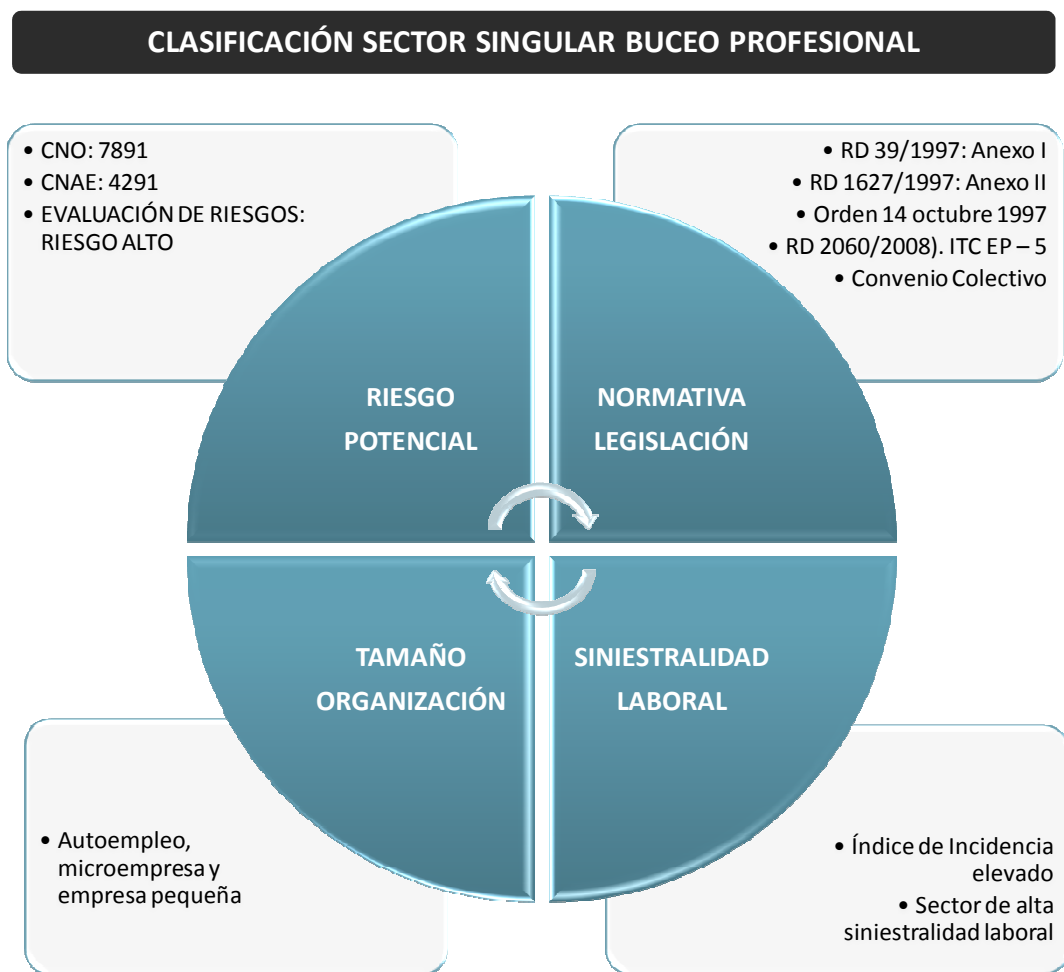 CLASIFICACIÓN SECTOR SINGULAR BUCEO PROFESIONAL
• CNO: 7891
• CNAE: 4291
• EVALUACIÓN DE RIESGOS:
RIESGO ALTO
• RD 39/1997: Anexo I
• RD 1627/1997: Anexo II
• Orden 14 octubre 1997
• RD 2060/2008). ITC EP – 5
• Convenio Colectivo
RIESGO
POTENCIAL
NORMATIVA
LEGISLACIÓN
TAMAÑO
ORGANIZACIÓN
SINIESTRALIDAD
LABORAL
• Autoempleo,
microempresa y
empresa pequeña
• Índice de Incidencia
elevado
• Sector de alta
siniestralidad laboral